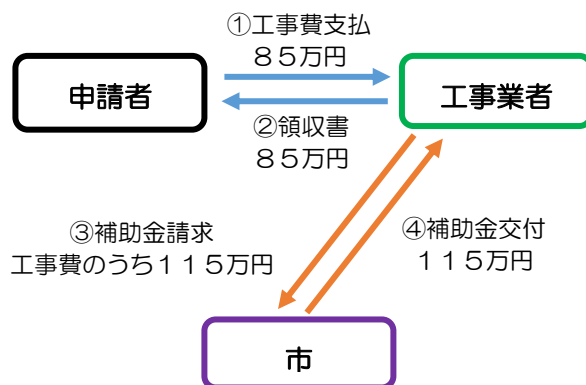 ①工事費支払
８５万円
申請者
工事業者
②領収書
８５万円
③補助金請求
工事費のうち１１５万円
④補助金交付
１１５万円
市